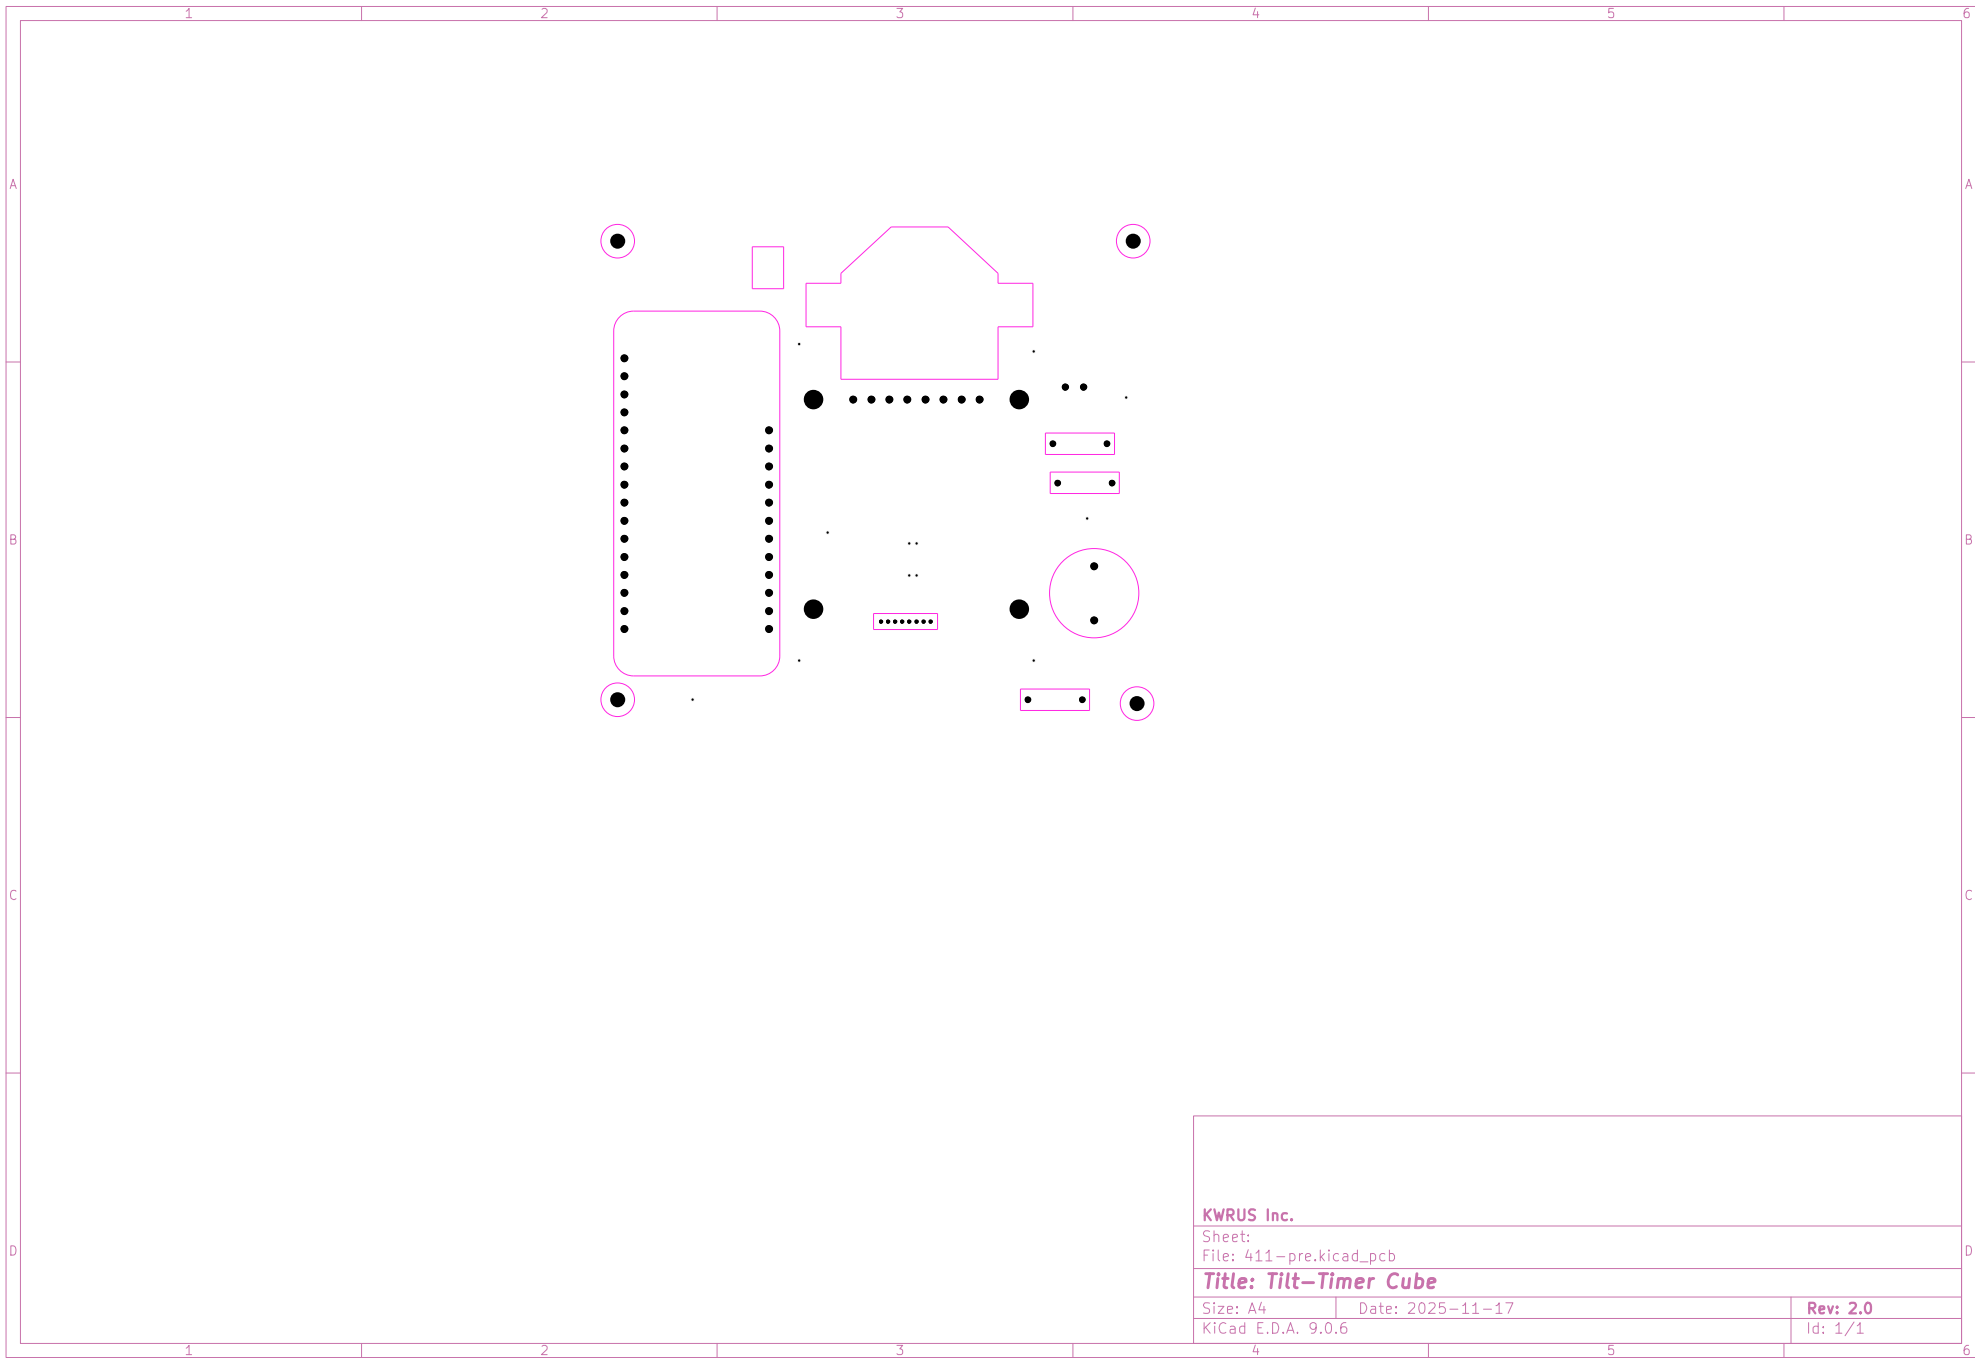 1 2 3 4 5 6
A A
B B
C C
D D
KWRUS Inc.
Sheet:
File: 411-pre.kicad_pcb
Title: Tilt-Timer Cube
Size: A4 Date: 2025-11-17 Rev: 2.0
KiCad E.D.A. 9.0.6 Id: 1/1
1 2 3 4 5 6